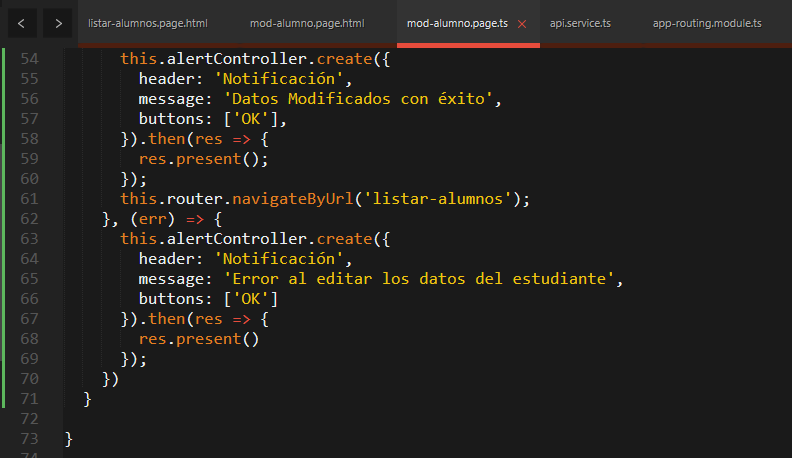 listar-alumnos.page.html mod-alumno.page.html mod-alumno.page.ts × api.service.ts app-routing.module.ts
54 this.alertController.create({
55 header: 'Notificación',
56 message: 'Datos Modificados con éxito',
57 buttons: ['OK'],
58 }).then(res => {
59 res.present();
60 });
61 this.router.navigateByUrl('listar-alumnos');
62 }, (err) => {
63 this.alertController.create({
64 header: 'Notificación',
65 message: 'Error al editar los datos del estudiante',
66 buttons: ['OK']
67 }).then(res => {
68 res.present()
69 });
70 })
71 }
72
73 }
74